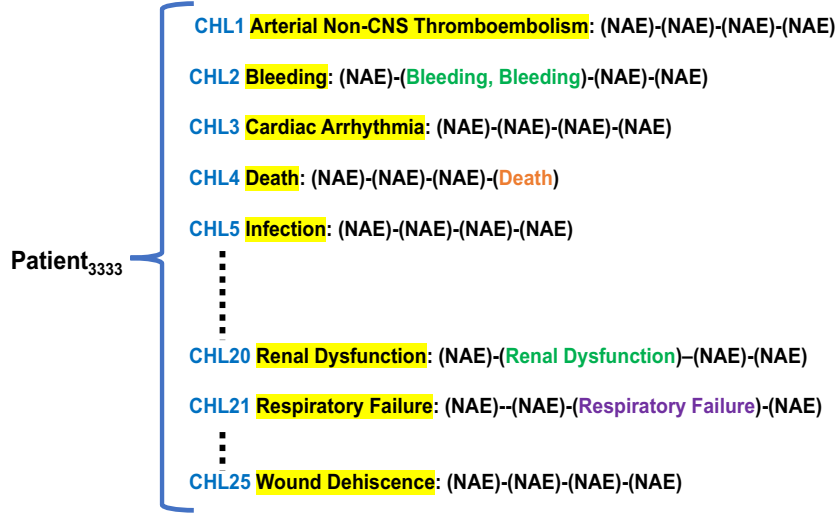 CHL1 Arterial Non-CNS Thromboembolism: (NAE)-(NAE)-(NAE)-(NAE)
CHL2 Bleeding: (NAE)-(Bleeding, Bleeding)-(NAE)-(NAE)
CHL3 Cardiac Arrhythmia: (NAE)-(NAE)-(NAE)-(NAE)
CHL4 Death: (NAE)-(NAE)-(NAE)-(Death)
CHL5 Infection: (NAE)-(NAE)-(NAE)-(NAE)
Patient3333
CHL20 Renal Dysfunction: (NAE)-(Renal Dysfunction)–(NAE)-(NAE)
CHL21 Respiratory Failure: (NAE)--(NAE)-(Respiratory Failure)-(NAE)
CHL25 Wound Dehiscence: (NAE)-(NAE)-(NAE)-(NAE)